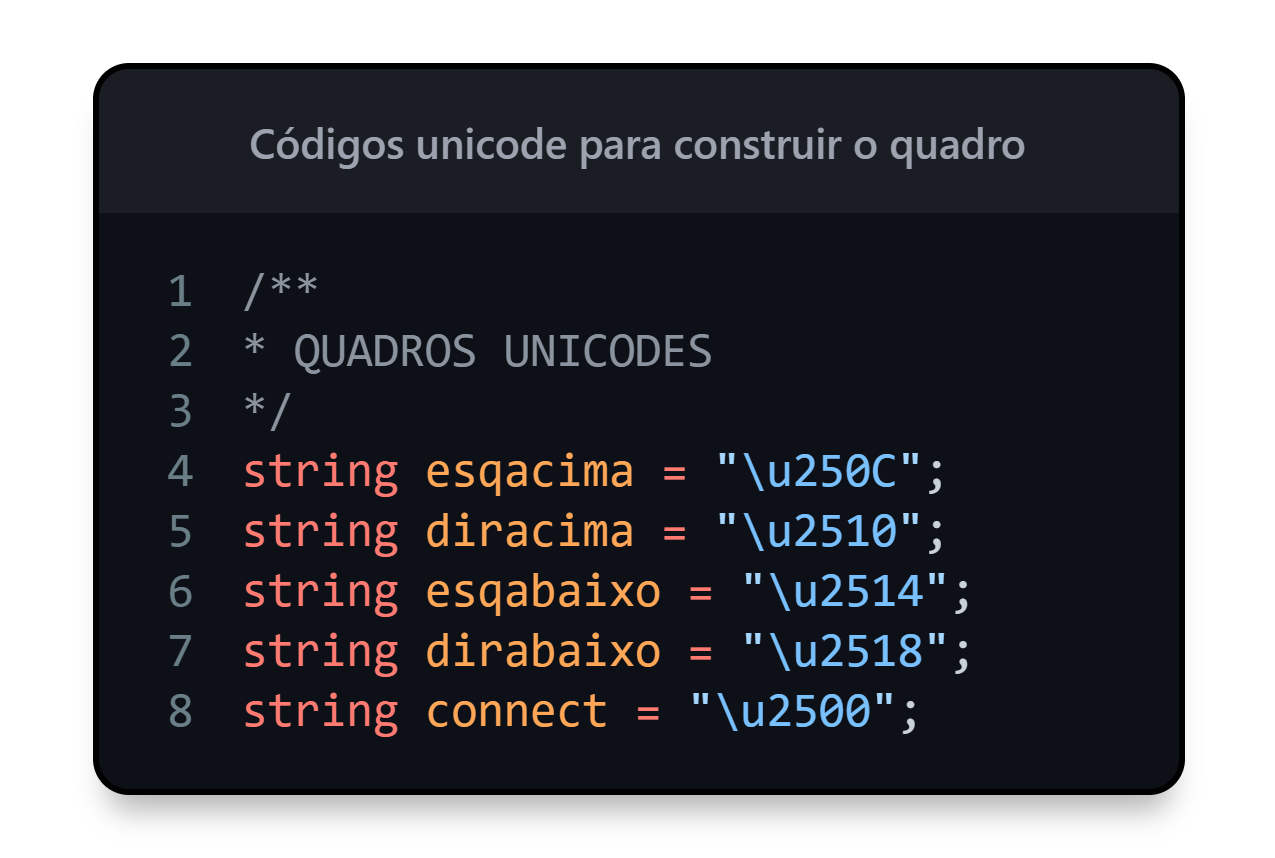 Códigos unicode para construir o quadro
1 /**
2 * QUADROS UNICODES
3 */
4 string esqacima = "\u250C";
5 string diracima = "\u2510";
6 string esqabaixo = "\u2514";
7 string dirabaixo = "\u2518";
8 string connect = "\u2500";